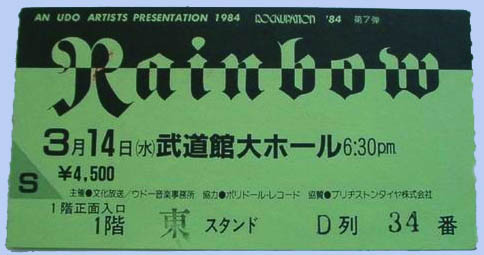 AN UDO ARTISTS PRESENTATION 1984 ROCKUPATION '84 第7弾
Rainbow
3月14日(水)武道館大ホール6:30pm
S ¥4,500
主催●文化放送/ウドー音楽事務所 協力●ポリドール・レコード 協賛●ブリヂストンタイヤ株式会社
1階正面入口
1階 東 スタンド D列 34番